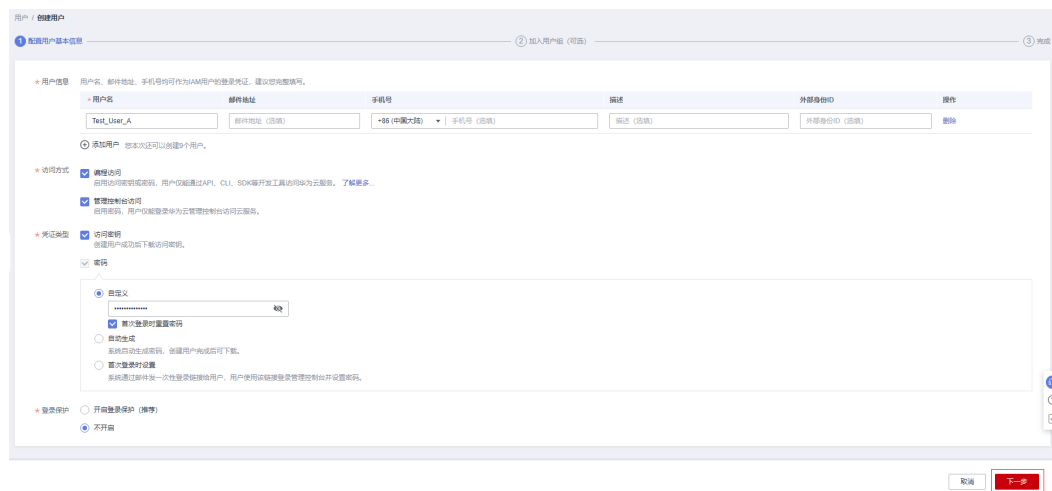 用户 / 创建用户
1 配置用户基本信息 2 加入用户组（可选） 3 完成
* 用户信息 用户名、邮件地址、手机号均可作为IAM用户的登录凭证，建议您完整填写。
* 用户名 邮件地址 手机号 描述 外部身份ID 操作
Test_User_A 邮件地址（选填） +86 (中国大陆) 手机号（选填） 描述（选填） 外部身份ID（选填） 删除
添加用户 您本次还可以创建9个用户。
* 访问方式 编程访问
启用访问密钥或密码，用户仅能通过API、CLI、SDK等开发工具访问华为云服务。 了解更多...
管理控制台访问
启用密码，用户仅能登录华为云管理控制台访问云服务。
* 凭证类型 访问密钥
创建用户成功后下载访问密钥。
密码
自定义
••••••••••••••
首次登录时重置密码
自动生成
系统自动生成密码，创建用户完成后可下载。
首次登录时设置
系统通过邮件发一次性登录链接给用户，用户使用该链接登录管理控制台并设置密码。
* 登录保护 开启登录保护（推荐）
不开启
取消 下一步